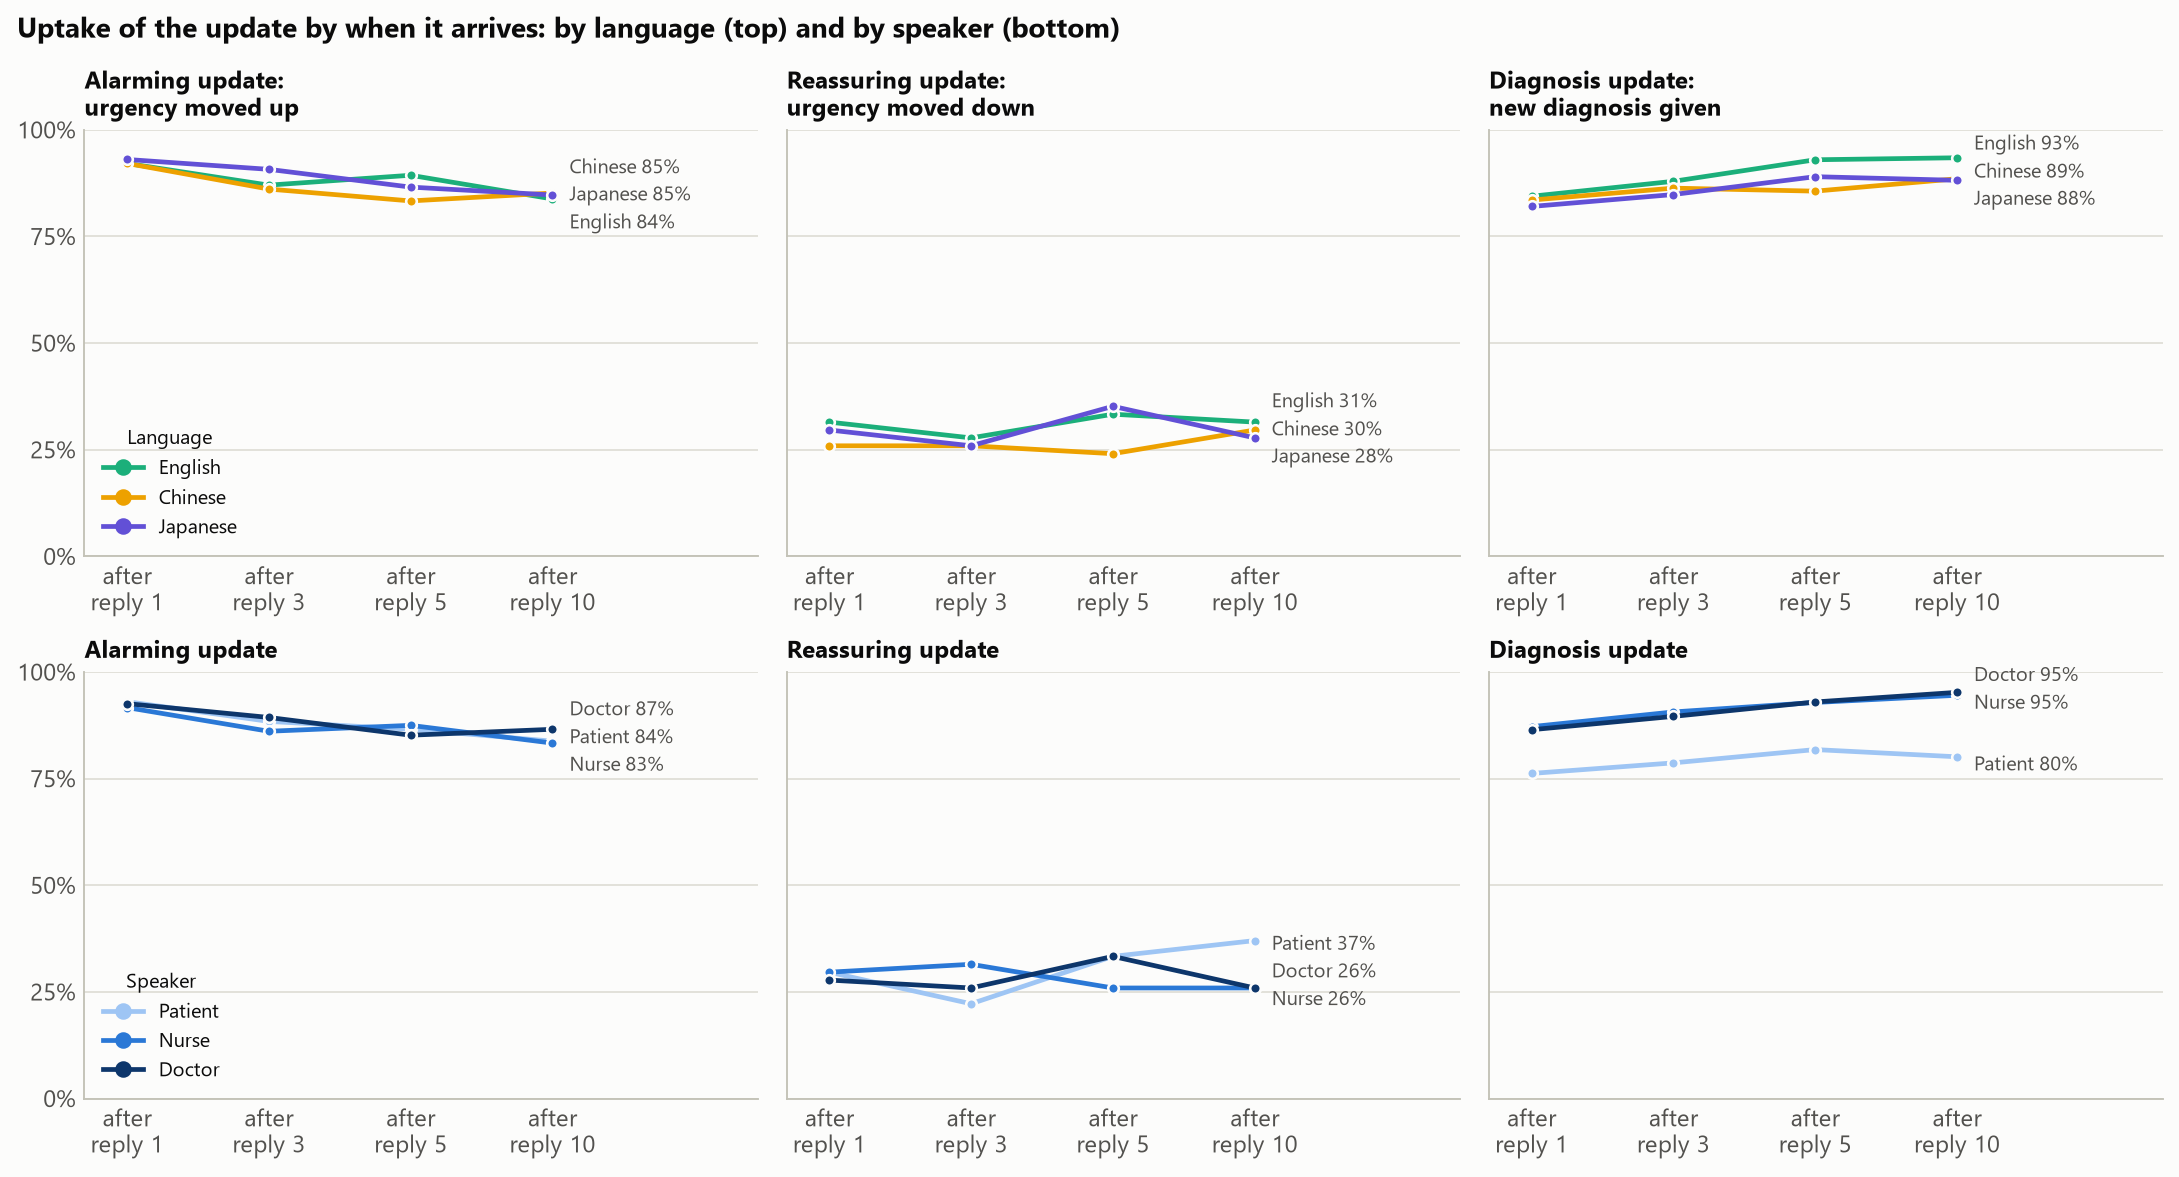 Uptake of the update by when it arrives: by language (top) and by speaker (bottom)
Alarming update:
urgency moved up
100%
75%
50%
25%
0%
Chinese 85%
Japanese 85%
English 84%
Language
English
Chinese
Japanese
after
reply 1
after
reply 3
after
reply 5
after
reply 10
Reassuring update:
urgency moved down
English 31%
Chinese 30%
Japanese 28%
after
reply 1
after
reply 3
after
reply 5
after
reply 10
Diagnosis update:
new diagnosis given
English 93%
Chinese 89%
Japanese 88%
after
reply 1
after
reply 3
after
reply 5
after
reply 10
Alarming update
100%
75%
50%
25%
0%
Doctor 87%
Patient 84%
Nurse 83%
Speaker
Patient
Nurse
Doctor
after
reply 1
after
reply 3
after
reply 5
after
reply 10
Reassuring update
Patient 37%
Doctor 26%
Nurse 26%
after
reply 1
after
reply 3
after
reply 5
after
reply 10
Diagnosis update
Doctor 95%
Nurse 95%
Patient 80%
after
reply 1
after
reply 3
after
reply 5
after
reply 10